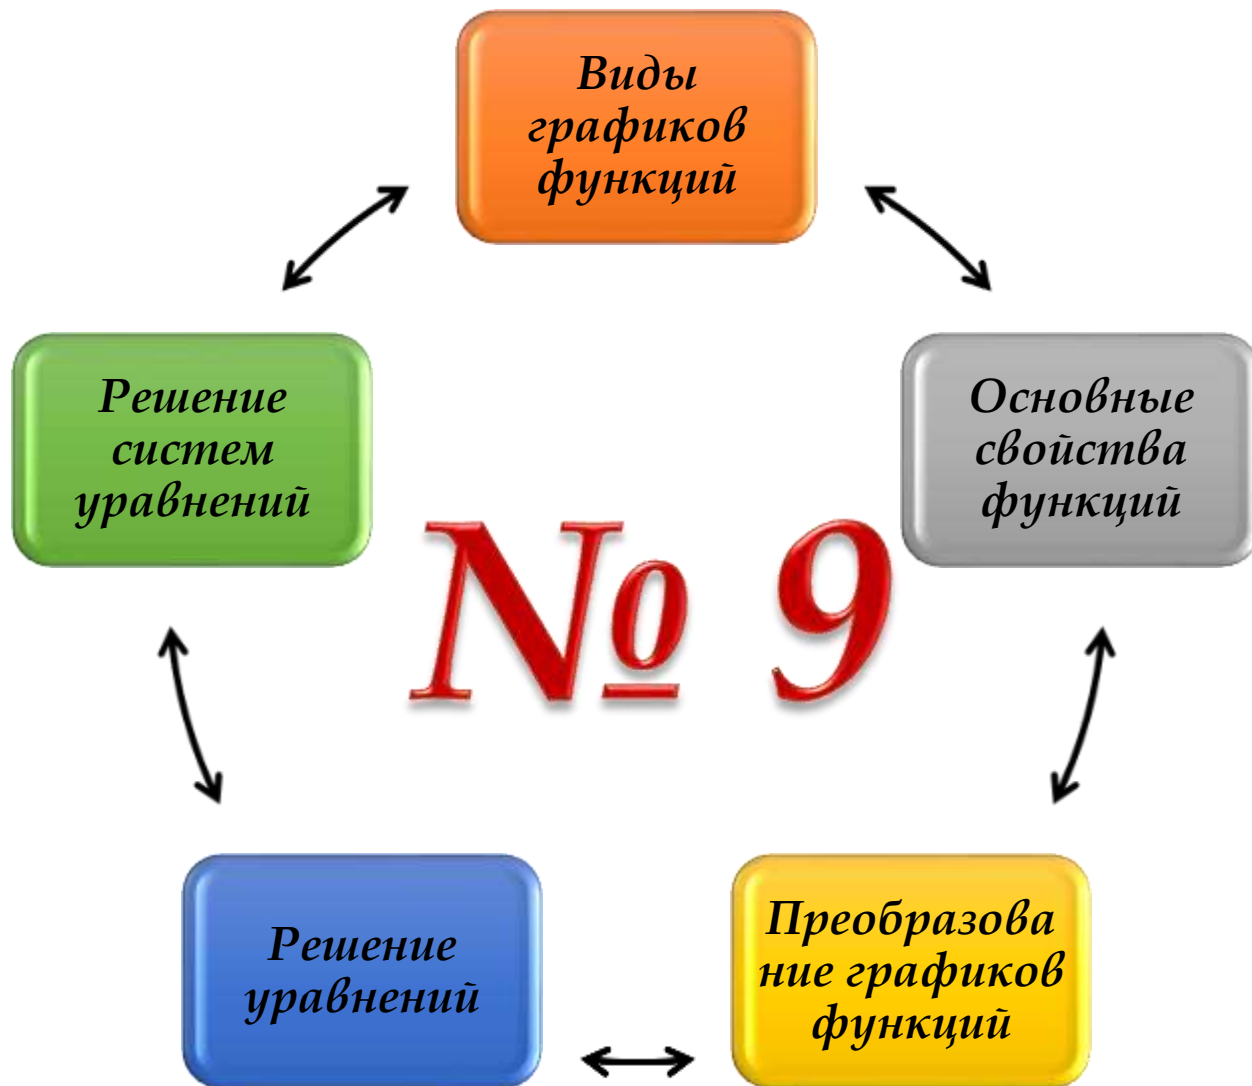 Виды
графиков
функций
Решение
систем
уравнений
Основные
свойства
функций
№ 9
Решение
уравнений
Преобразова
ние графиков
функций